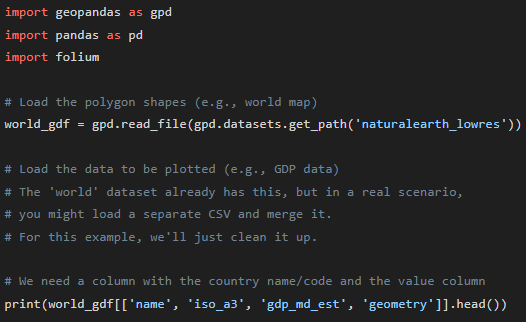 import geopandas as gpd
import pandas as pd
import folium
# Load the polygon shapes (e.g., world map)
world_gdf = gpd.read_file(gpd.datasets.get_path('naturalearth_lowres'))
# Load the data to be plotted (e.g., GDP data)
# The 'world' dataset already has this, but in a real scenario,
# you might load a separate CSV and merge it.
# For this example, we'll just clean it up.
# We need a column with the country name/code and the value column
print(world_gdf[['name', 'iso_a3', 'gdp_md_est', 'geometry']].head())